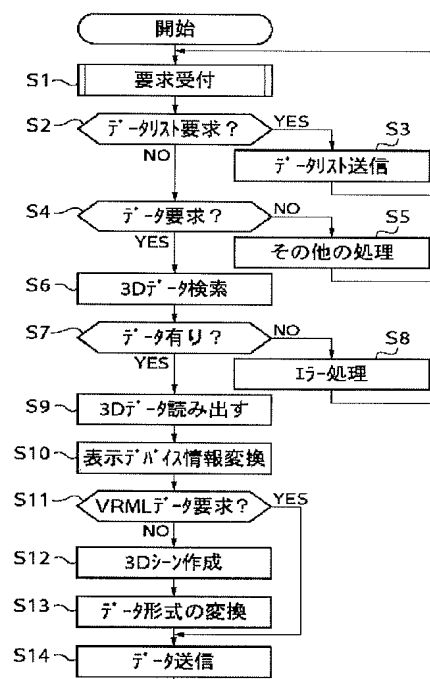 開始
S1
要求受付
S2
データリスト要求?
YES
NO
S3
データリスト送信
S4
データ要求?
NO
YES
S5
その他の処理
S6
3Dデータ検索
S7
データ有り?
NO
YES
S8
エラー処理
S9
3Dデータ読み出す
S10
表示デバイス情報変換
S11
VRMLデータ要求?
YES
NO
S12
3Dシーン作成
S13
データ形式の変換
S14
データ送信